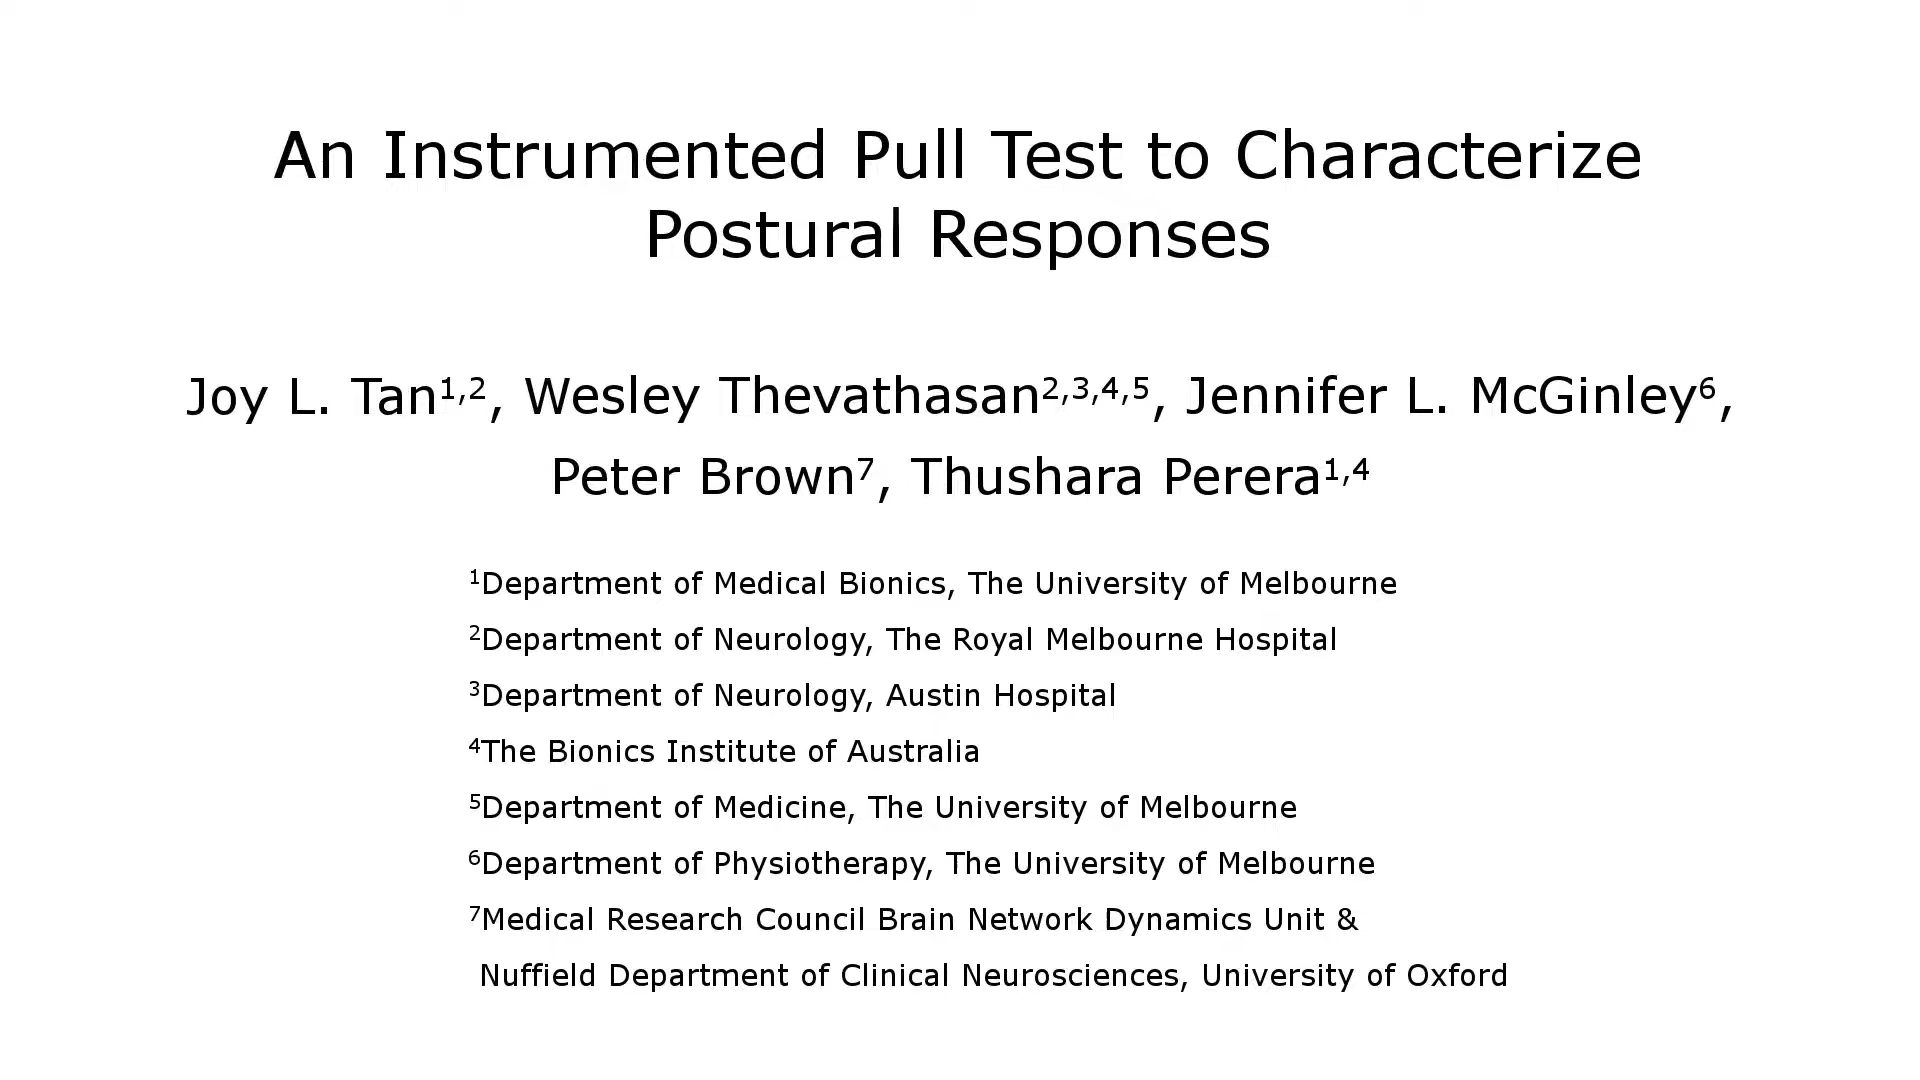 An Instrumented Pull Test to Characterize
Postural Responses
Joy L. Tan1,2, Wesley Thevathasan2,3,4,5, Jennifer L. McGinley6,
Peter Brown7, Thushara Perera1,4
1Department of Medical Bionics, The University of Melbourne
2Department of Neurology, The Royal Melbourne Hospital
3Department of Neurology, Austin Hospital
4The Bionics Institute of Australia
5Department of Medicine, The University of Melbourne
6Department of Physiotherapy, The University of Melbourne
7Medical Research Council Brain Network Dynamics Unit &
Nuffield Department of Clinical Neurosciences, University of Oxford